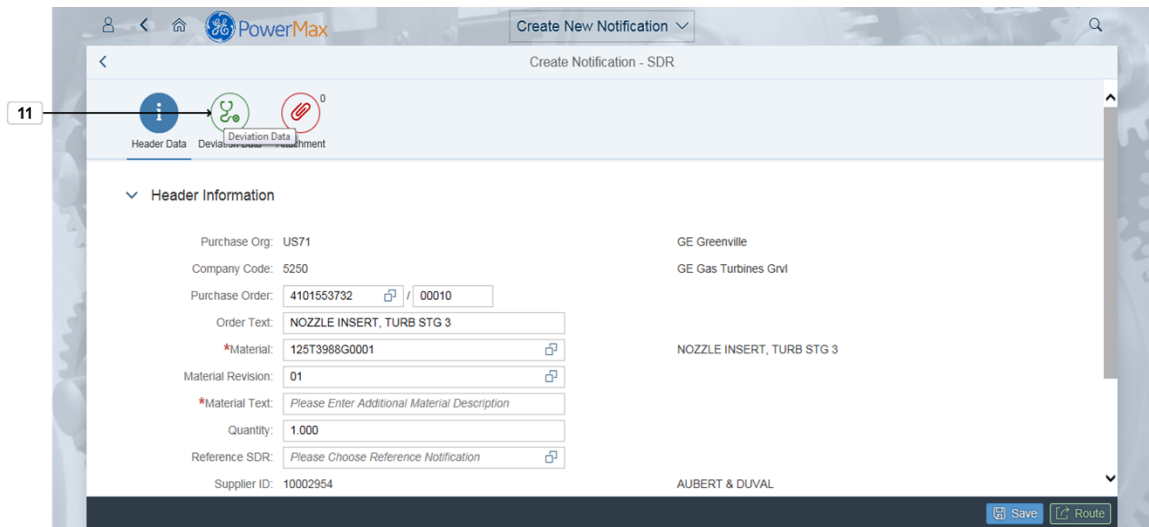 PowerMax
Create New Notification
Create Notification - SDR
11
0
Header Data
Deviation Data
Header Information
Purchase Org: US71 GE Greenville
Company Code: 5250 GE Gas Turbines Grvl
Purchase Order: 4101553732 / 00010
Order Text: NOZZLE INSERT, TURB STG 3
*Material: 125T3988G0001 NOZZLE INSERT, TURB STG 3
Material Revision: 01
*Material Text: Please Enter Additional Material Description
Quantity: 1.000
Reference SDR: Please Choose Reference Notification
Supplier ID: 10002954 AUBERT & DUVAL
Save Route